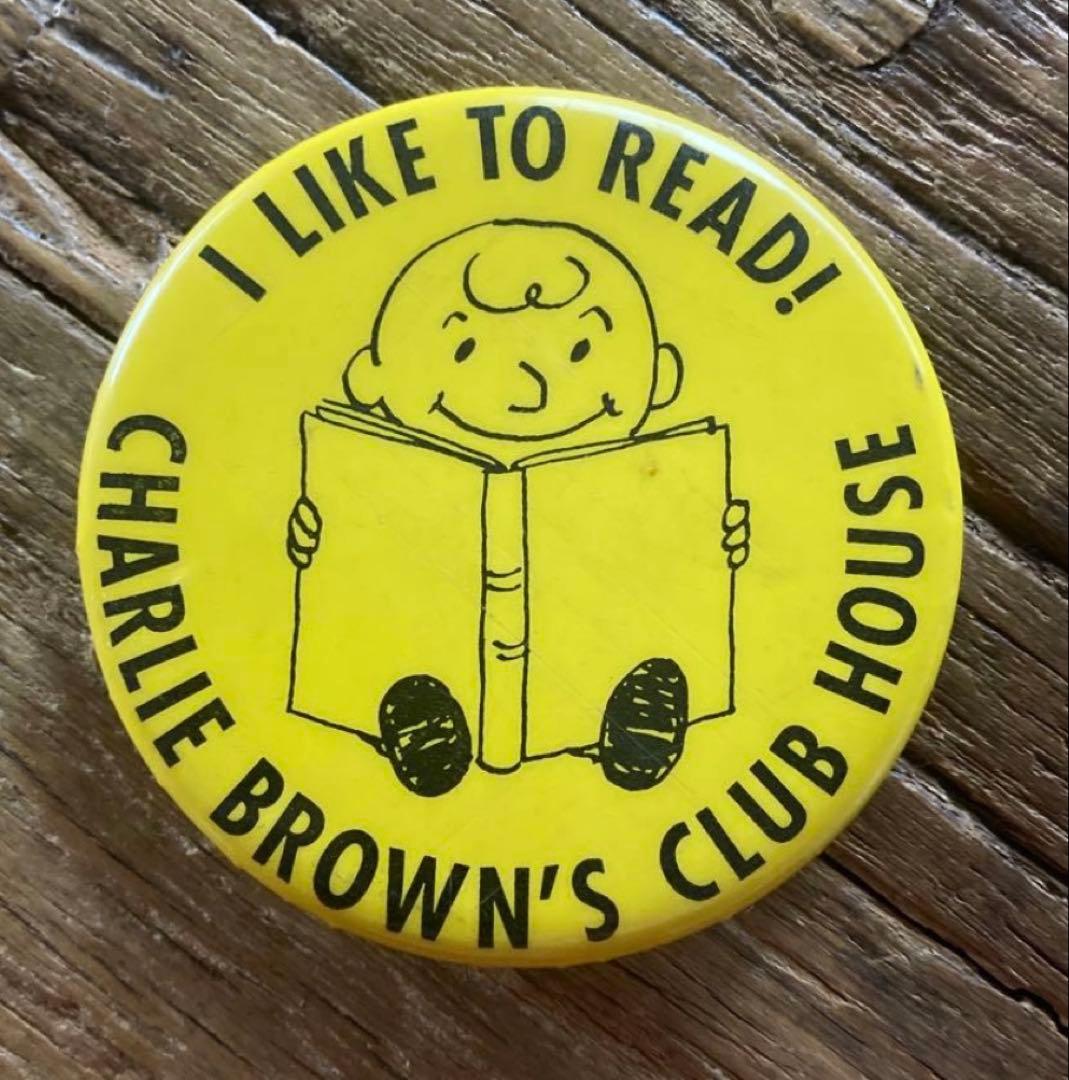 I LIKE TO READ!
CHARLIE BROWN'S CLUB HOUSE